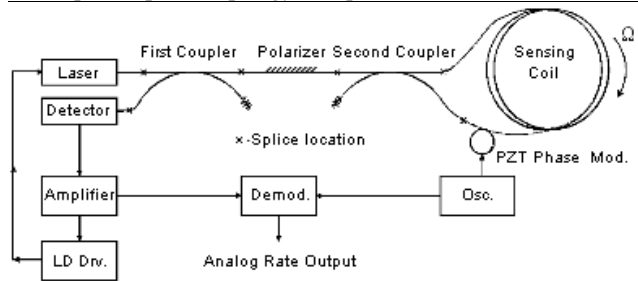 First Coupler
Polarizer
Second Coupler
Sensing
Coil
Ω
Laser
Detector
×-Splice location
PZT Phase Mod.
Amplifier
Demod.
Osc.
LD Drv.
Analog Rate Output